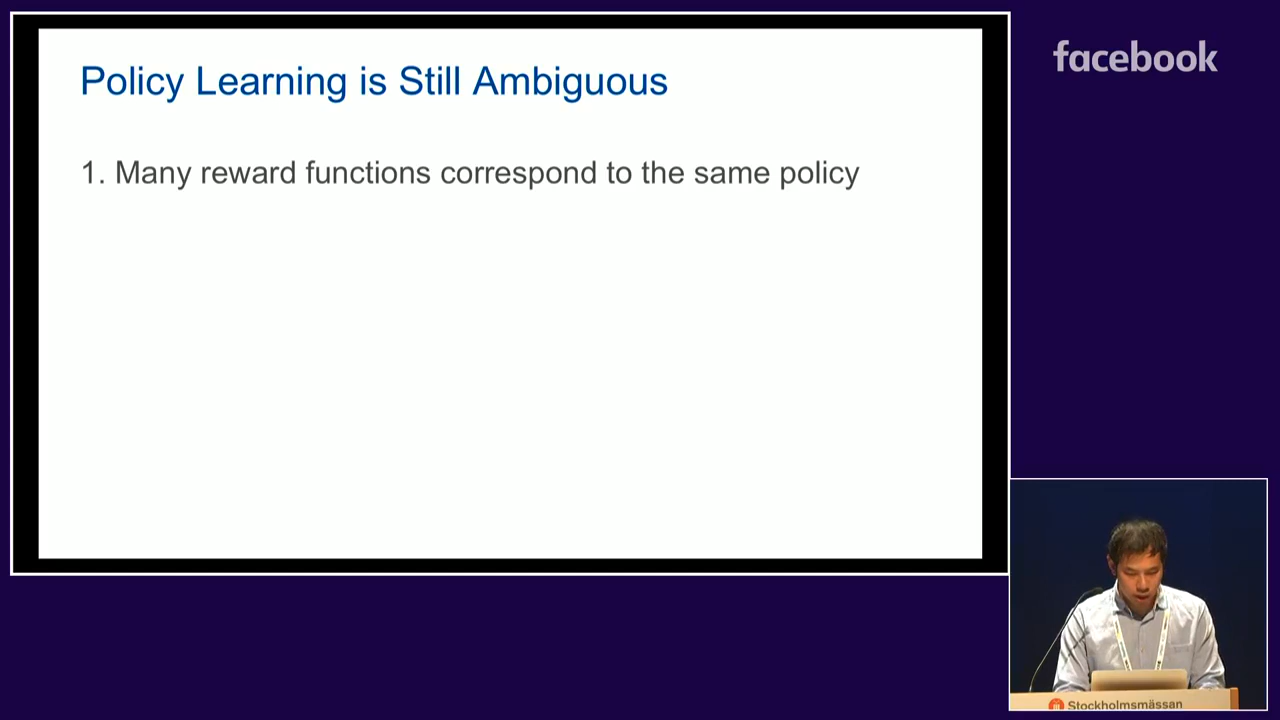 Policy Learning is Still Ambiguous
facebook
1. Many reward functions correspond to the same policy
Stockholmsmässan